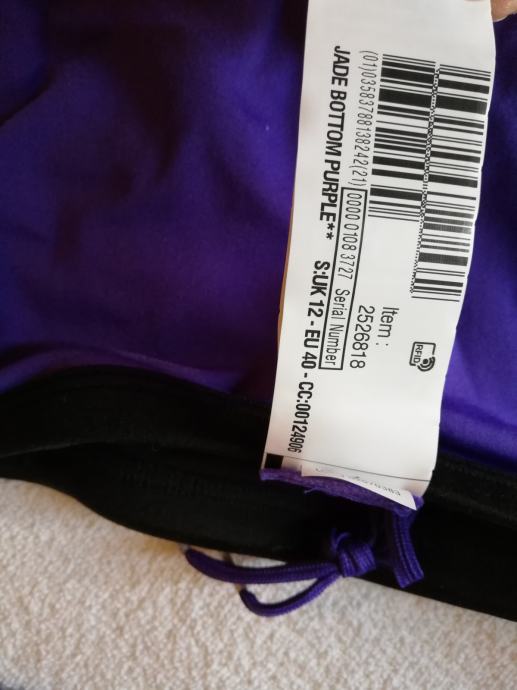 (01)03583788138242(21)
0000 0108 3727 Serial Number
JADE BOTTOM PURPLE**
S:UK 12 - EU 40 - CC:00124906
Item :
2526818
RFID